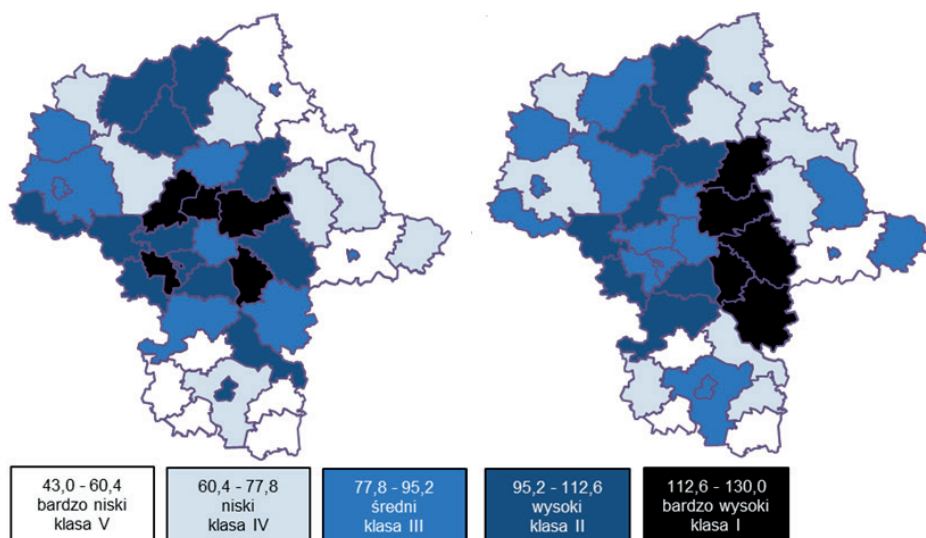 43,0 - 60,4
bardzo niski
klasa V
60,4 - 77,8
niski
klasa IV
77,8 - 95,2
średni
klasa III
95,2 - 112,6
wysoki
klasa II
112,6 - 130,0
bardzo wysoki
klasa I